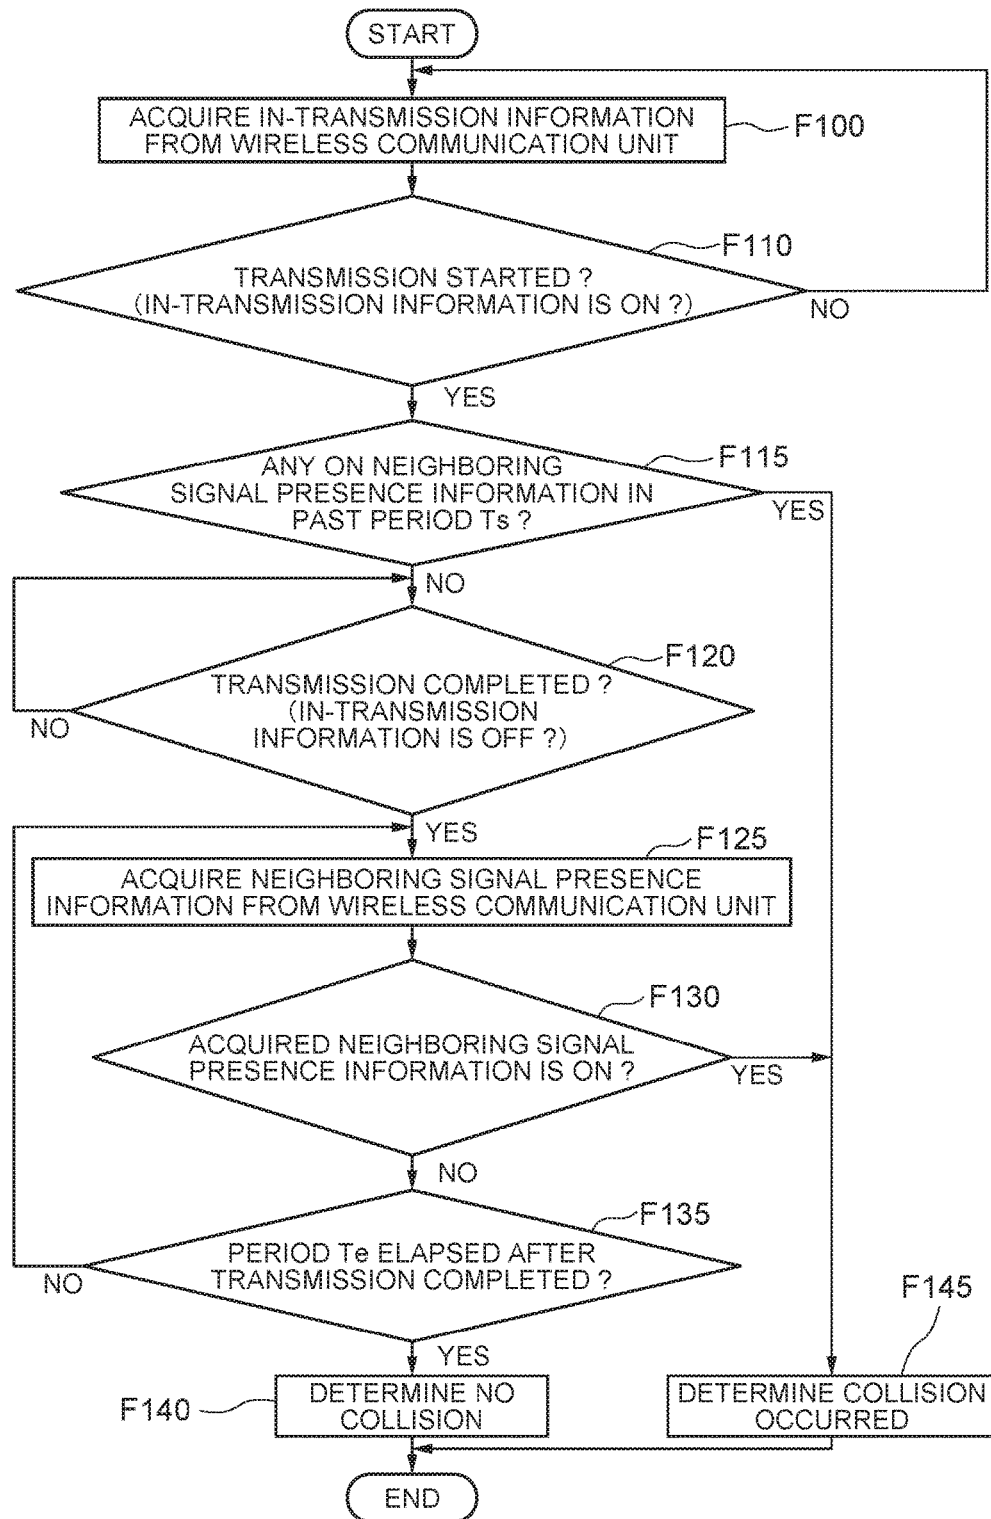 START
ACQUIRE IN-TRANSMISSION INFORMATION
FROM WIRELESS COMMUNICATION UNIT
F100
F110
TRANSMISSION STARTED ?
(IN-TRANSMISSION INFORMATION IS ON ?)
NO
YES
F115
ANY ON NEIGHBORING
SIGNAL PRESENCE INFORMATION IN
PAST PERIOD Ts ?
YES
NO
F120
TRANSMISSION COMPLETED ?
(IN-TRANSMISSION
INFORMATION IS OFF ?)
NO
YES
F125
ACQUIRE NEIGHBORING SIGNAL PRESENCE
INFORMATION FROM WIRELESS COMMUNICATION UNIT
F130
ACQUIRED NEIGHBORING SIGNAL
PRESENCE INFORMATION IS ON ?
YES
NO
F135
PERIOD Te ELAPSED AFTER
TRANSMISSION COMPLETED ?
NO
YES
F140
DETERMINE NO
COLLISION
F145
DETERMINE COLLISION
OCCURRED
END